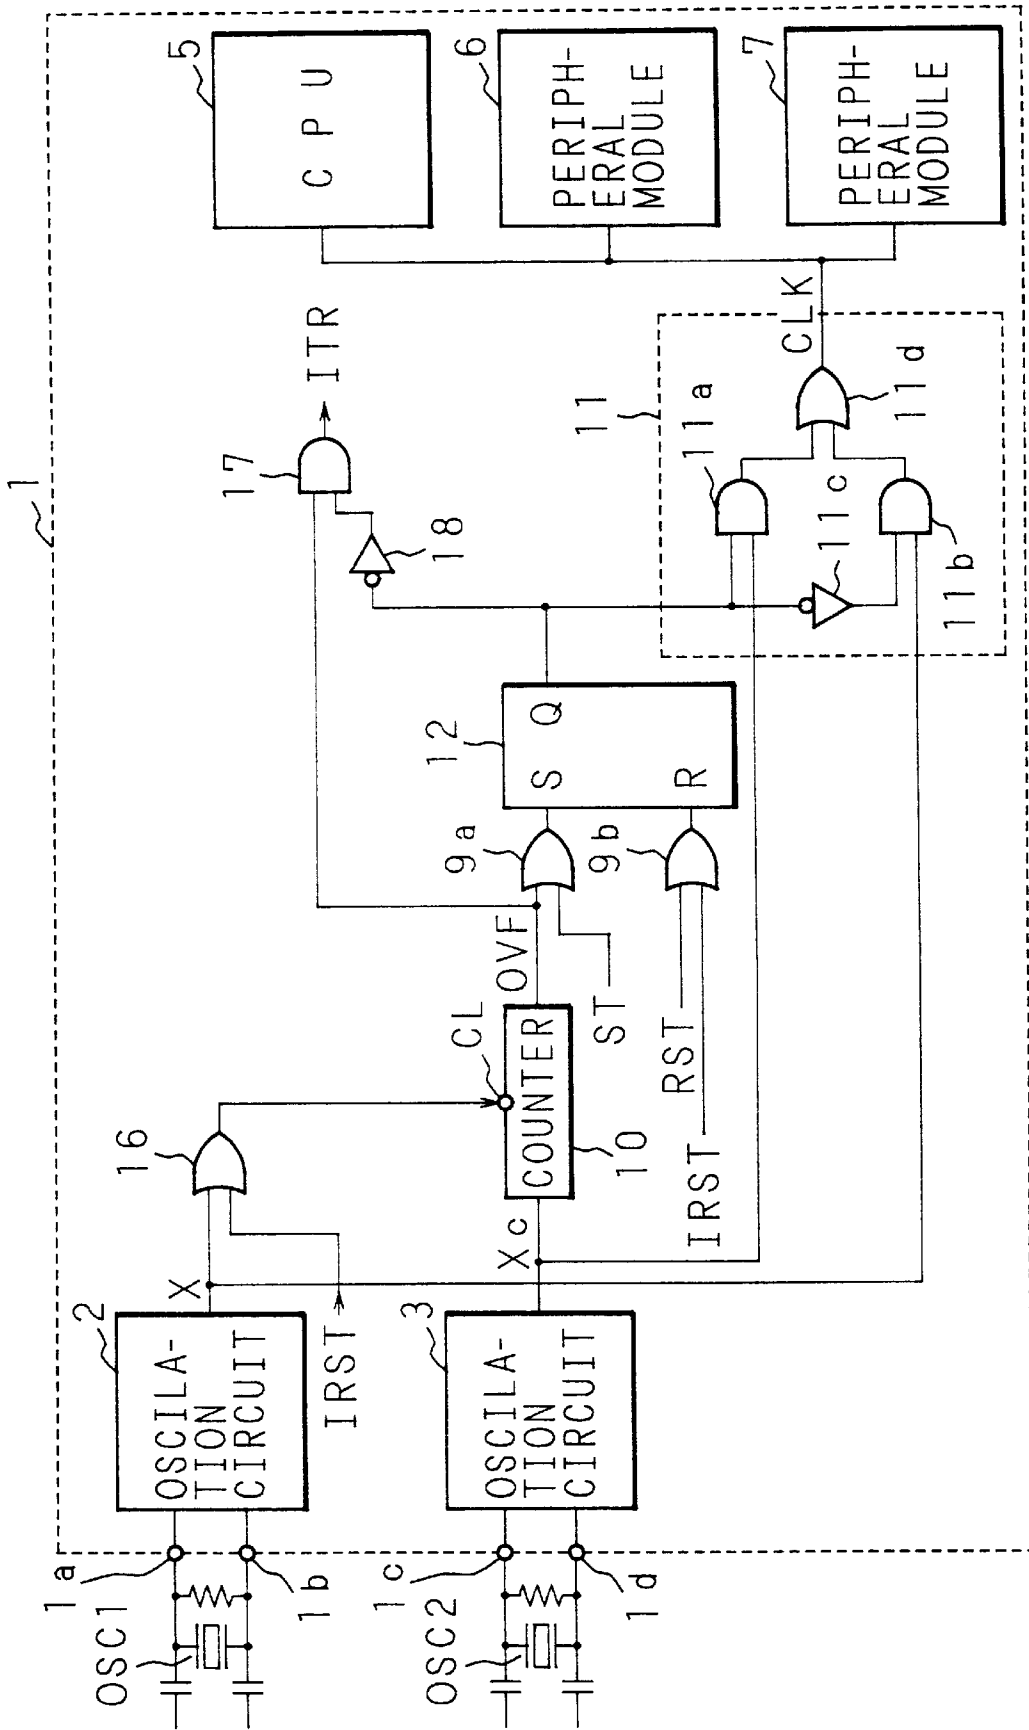 1
5
CPU
6
PERIPH-
ERAL
MODULE
7
PERIPH-
ERAL
MODULE
ITR
17
18
CLK
11
11a
11d
11c
11b
12
S
Q
R
9a
9b
OVF
CL
COUNTER
10
ST
RST
IRST
16
X
Xc
IRST
2
OSCILA-
TION
CIRCUIT
3
OSCILA-
TION
CIRCUIT
1a
1b
OSC1
1c
1d
OSC2